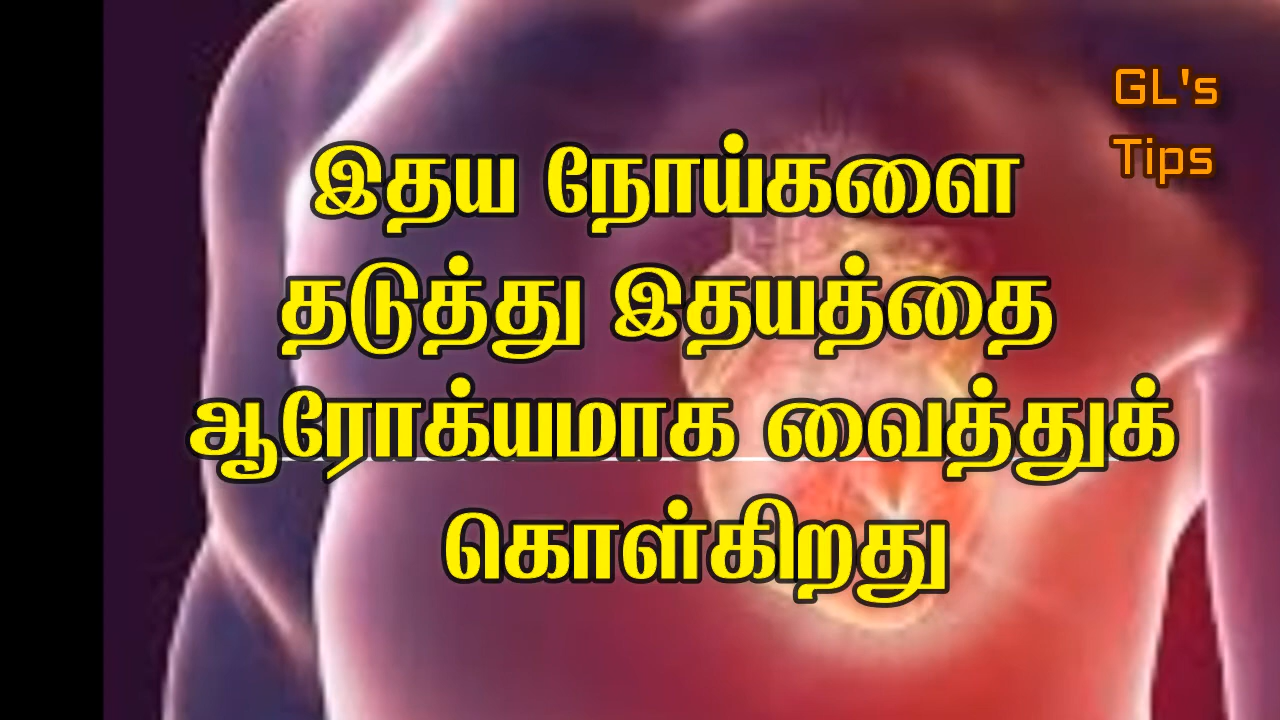 GL's
Tips
இதய நோய்களை
தடுத்து இதயத்தை
ஆரோக்யமாக வைத்துக்
கொள்கிறது